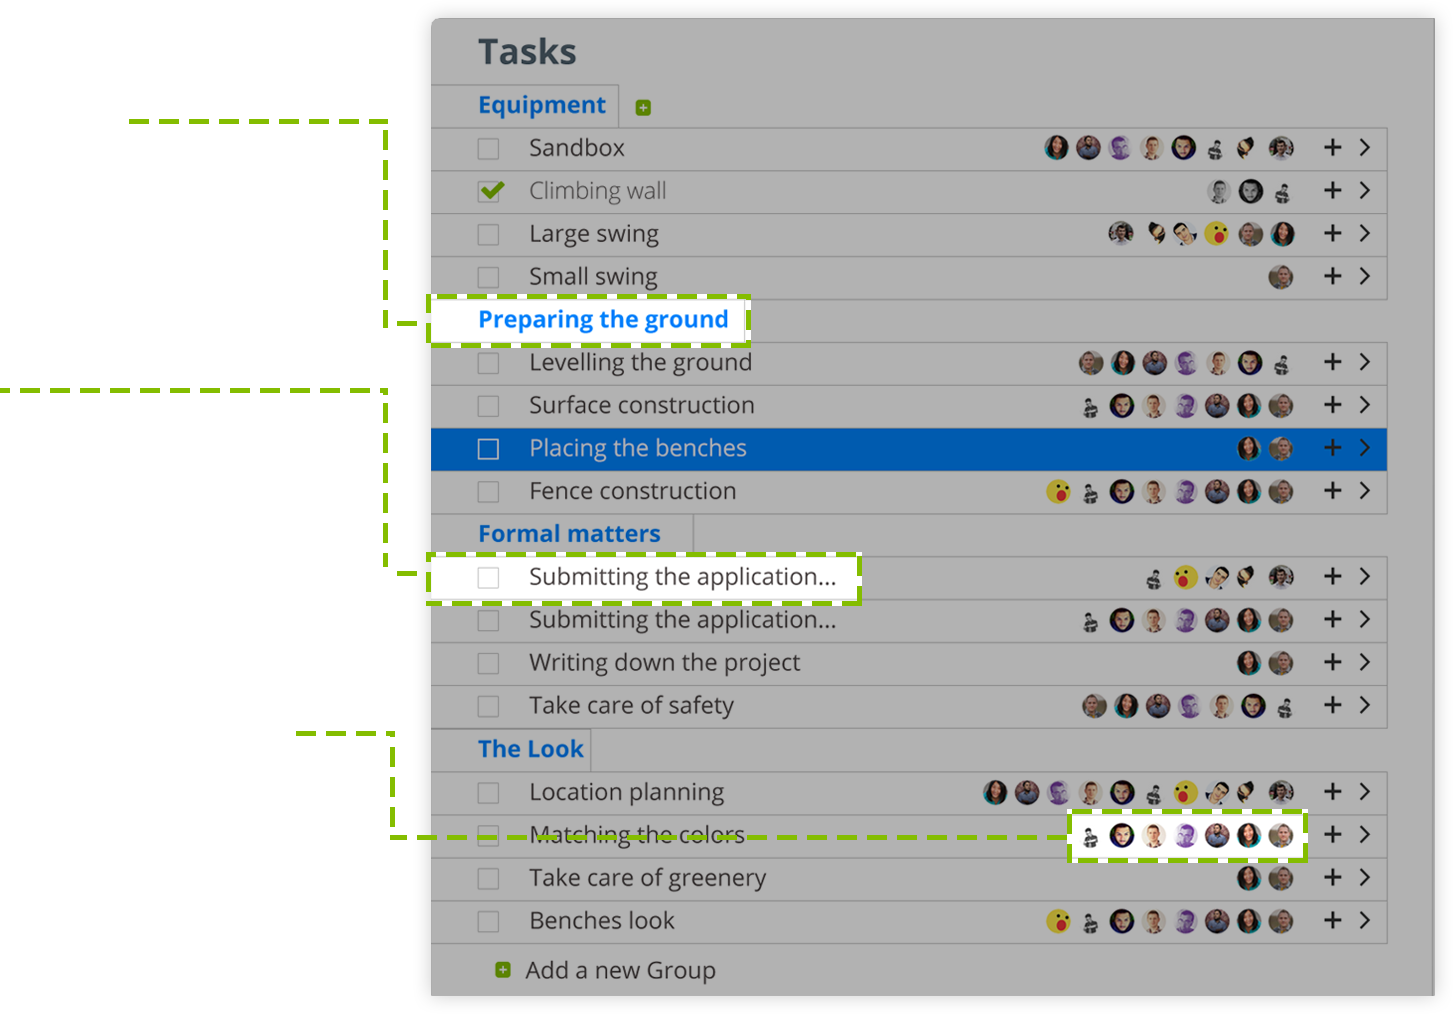 Tasks
Equipment
Sandbox
Climbing wall
Large swing
Small swing
Preparing the ground
Levelling the ground
Surface construction
Placing the benches
Fence construction
Formal matters
Submitting the application...
Submitting the application...
Writing down the project
Take care of safety
The Look
Location planning
Matching the colors
Take care of greenery
Benches look
Add a new Group